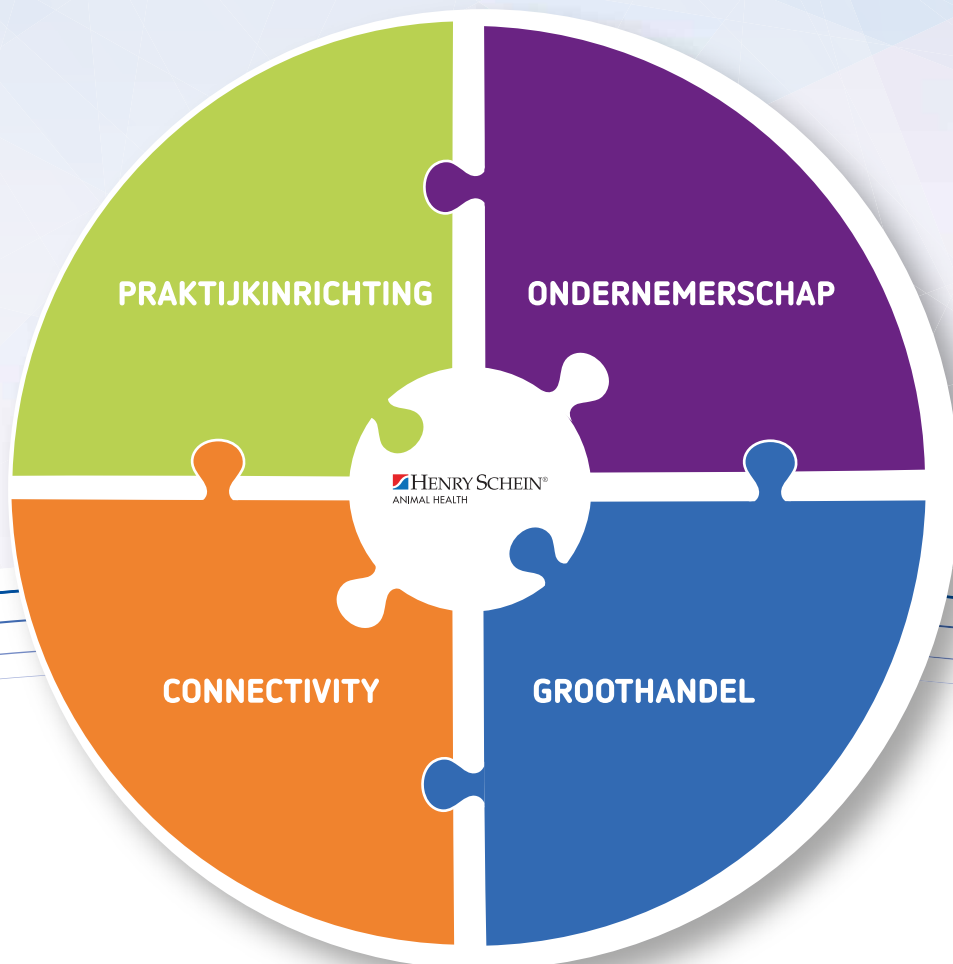 PRAKTIJKINRICHTING
ONDERNEMERSCHAP
HENRY SCHEIN®
ANIMAL HEALTH
CONNECTIVITY
GROOTHANDEL